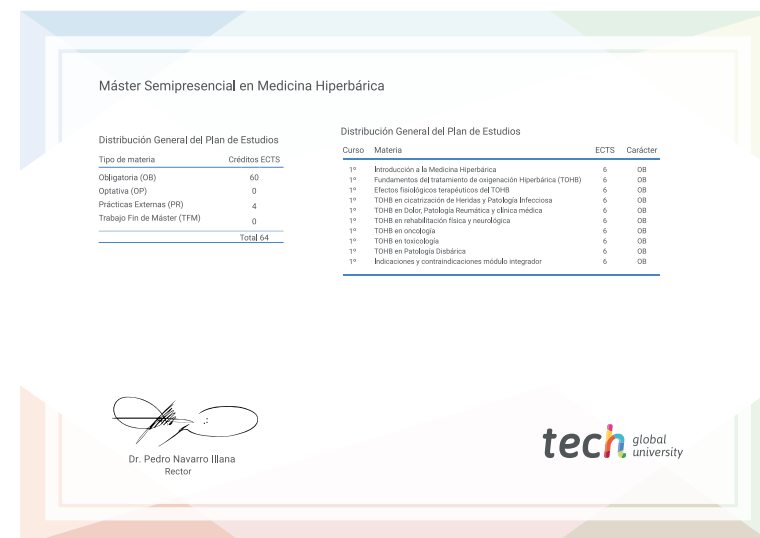 Máster Semipresencial en Medicina Hiperbárica
Distribución General del Plan de Estudios
Tipo de materia Créditos ECTS
Obligatoria (OB) 60
Optativa (OP) 0
Prácticas Externas (PR) 4
Trabajo Fin de Máster (TFM) 0
Total 64
Distribución General del Plan de Estudios
Curso Materia ECTS Carácter
1º Introducción a la Medicina Hiperbárica 6 OB
1º Fundamentos del tratamiento de oxigenación Hiperbárica (TOHB) 6 OB
1º Efectos fisiológicos terapéuticos del TOHB 6 OB
1º TOHB en cicatrización de Heridas y Patología Infecciosa 6 OB
1º TOHB en Dolor, Patología Reumática y clínica médica 6 OB
1º TOHB en rehabilitación física y neurológica 6 OB
1º TOHB en oncología 6 OB
1º TOHB en toxicología 6 OB
1º TOHB en Patología Disbárica 6 OB
1º Indicaciones y contraindicaciones módulo integrador 6 OB
Dr. Pedro Navarro Illana
Rector
tech global
university